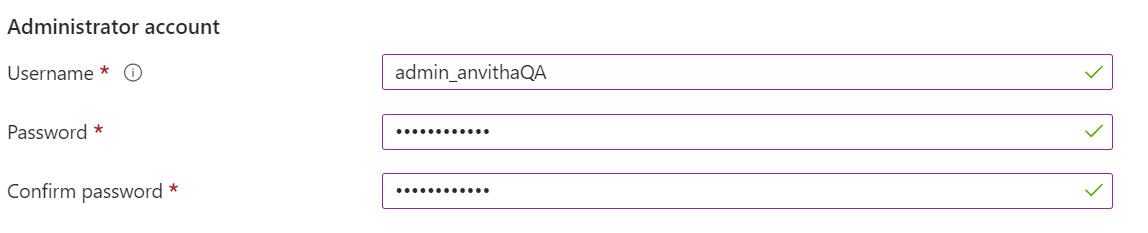 Administrator account
Username * ⓘ admin_anvithaQA
Password * ••••••••••••
Confirm password * ••••••••••••